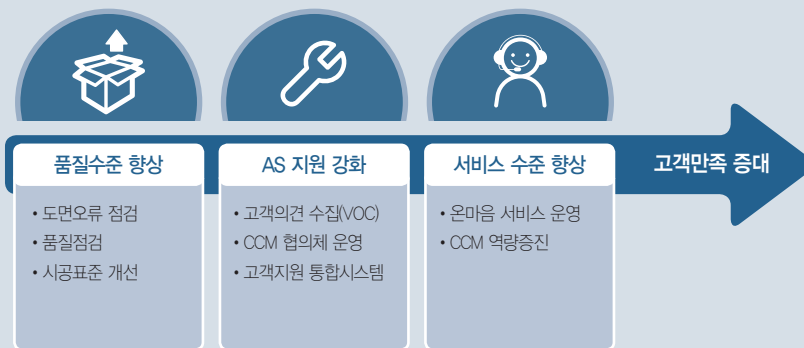 품질수준 향상
• 도면오류 점검
• 품질점검
• 시공표준 개선
AS 지원 강화
• 고객의견 수집(VOC)
• CCM 협의체 운영
• 고객지원 통합시스템
서비스 수준 향상
• 온마음 서비스 운영
• CCM 역량증진
고객만족 증대